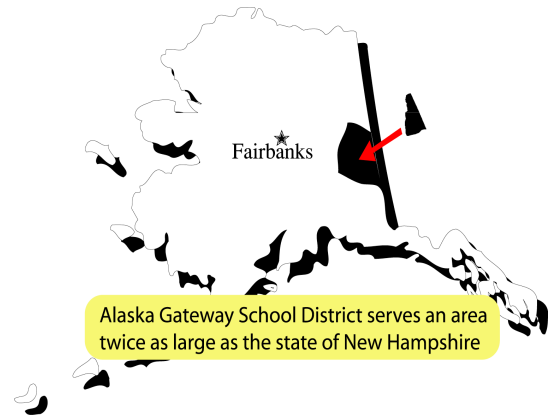 Fairbanks
Alaska Gateway School District serves an area
twice as large as the state of New Hampshire